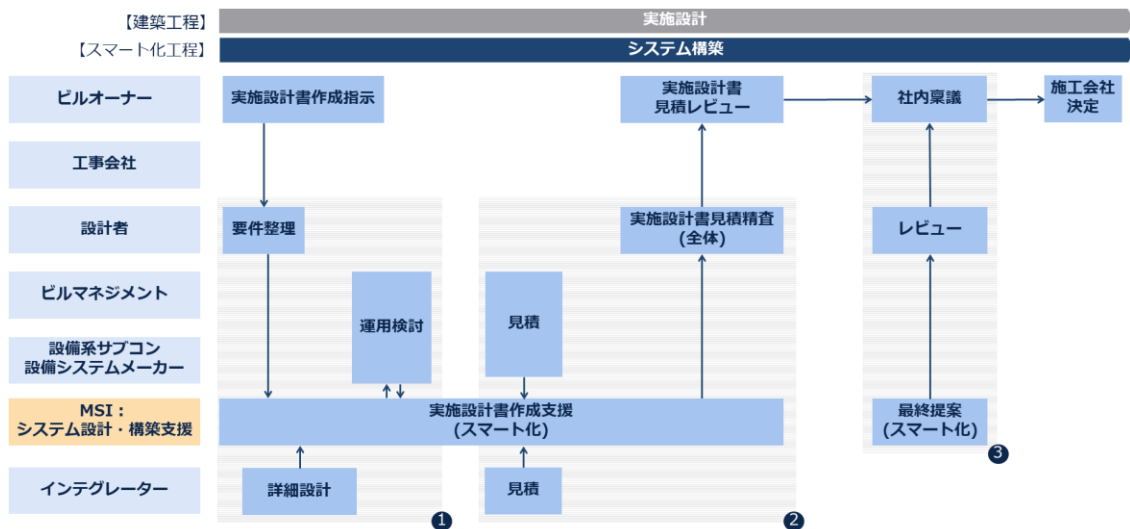 【建築工程】
実施設計
【スマート化工程】
システム構築
ビルオーナー
実施設計書作成指示
実施設計書
見積レビュー
社内稟議
施工会社
決定
工事会社
設計者
要件整理
実施設計書見積精査
(全体)
レビュー
ビルマネジメント
運用検討
見積
設備系サブコン
設備システムメーカー
MSI：
システム設計・構築支援
実施設計書作成支援
(スマート化)
最終提案
(スマート化)
3
インテグレーター
詳細設計
見積
1
2